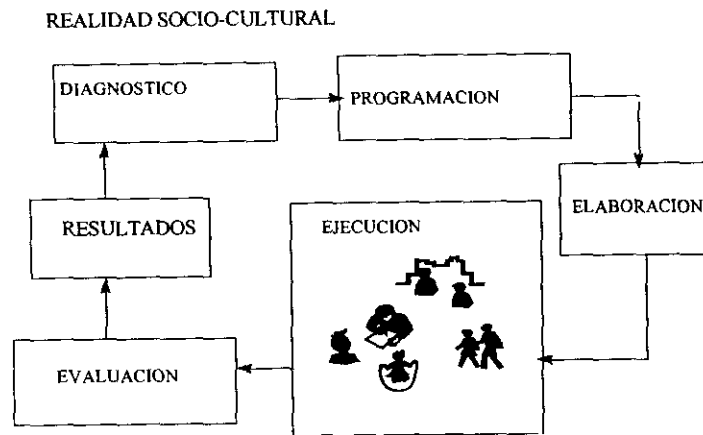 REALIDAD SOCIO-CULTURAL
DIAGNOSTICO
PROGRAMACION
ELABORACION
EJECUCION
RESULTADOS
EVALUACION